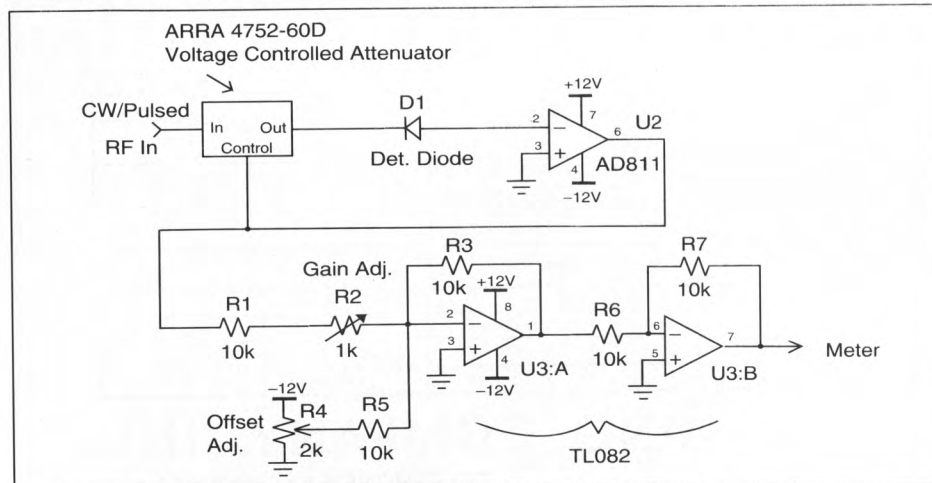 ARRA 4752-60D
Voltage Controlled Attenuator
CW/Pulsed
RF In
In
Out
Control
D1
Det. Diode
+12V
2
7
6
3
4
−
+
U2
AD811
−12V
R3
10k
R7
10k
Gain Adj.
R1
10k
R2
1k
+12V
2
8
1
3
4
−
+
−12V
U3:A
R6
10k
6
5
7
−
+
U3:B
Meter
−12V
Offset
Adj.
R4
2k
R5
10k
TL082